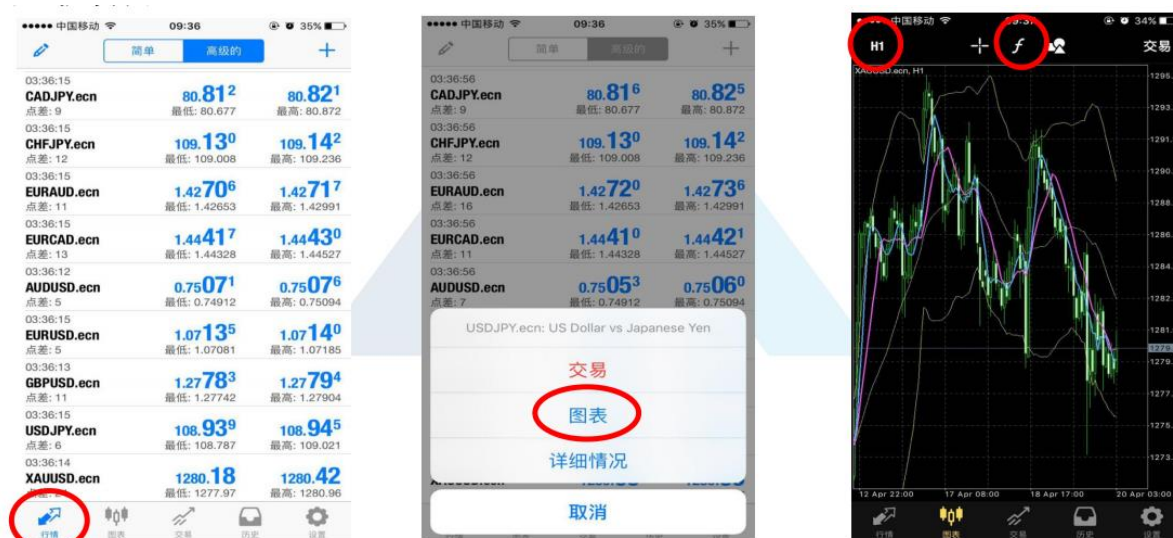 中国移动 09:36 35%
简单 高级的 +
03:36:15
CADJPY.ecn 80.812 80.821
点差: 9 最低: 80.677 最高: 80.872
03:36:15
CHFJPY.ecn 109.130 109.142
点差: 12 最低: 109.008 最高: 109.236
03:36:15
EURAUD.ecn 1.42706 1.42717
点差: 11 最低: 1.42653 最高: 1.42991
03:36:15
EURCAD.ecn 1.44417 1.44430
点差: 13 最低: 1.44328 最高: 1.44527
03:36:12
AUDUSD.ecn 0.75071 0.75076
点差: 5 最低: 0.74912 最高: 0.75094
03:36:15
EURUSD.ecn 1.07135 1.07140
点差: 5 最低: 1.07081 最高: 1.07185
03:36:13
GBPUSD.ecn 1.27783 1.27794
点差: 11 最低: 1.27742 最高: 1.27904
03:36:15
USDJPY.ecn 108.939 108.945
点差: 6 最低: 108.787 最高: 109.021
03:36:14
XAUUSD.ecn 1280.18 1280.42
最低: 1277.97 最高: 1280.96
行情 图表 交易 历史 设置
中国移动 09:36 35%
简单 高级的 +
03:36:56
CADJPY.ecn 80.816 80.825
点差: 9 最低: 80.677 最高: 80.872
03:36:56
CHFJPY.ecn 109.130 109.142
点差: 12 最低: 109.008 最高: 109.236
03:36:56
EURAUD.ecn 1.42720 1.42736
点差: 16 最低: 1.42653 最高: 1.42991
03:36:56
EURCAD.ecn 1.44410 1.44421
点差: 11 最低: 1.44328 最高: 1.44527
03:36:56
AUDUSD.ecn 0.75053 0.75060
点差: 7 最低: 0.74912 最高: 0.75094
USDJPY.ecn: US Dollar vs Japanese Yen
交易
图表
详细情况
取消
中国移动 09:37 34%
H1 f 交易
XAUUSD.ecn, H1
1295.
1293.
1291.
1290.
1288.
1286.
1284.
1282.
1281.
1279.
1279.
1277.
1275.
1273.
12 Apr 22:00 17 Apr 08:00 18 Apr 17:00 20 Apr 03:00
行情 图表 交易 历史 设置